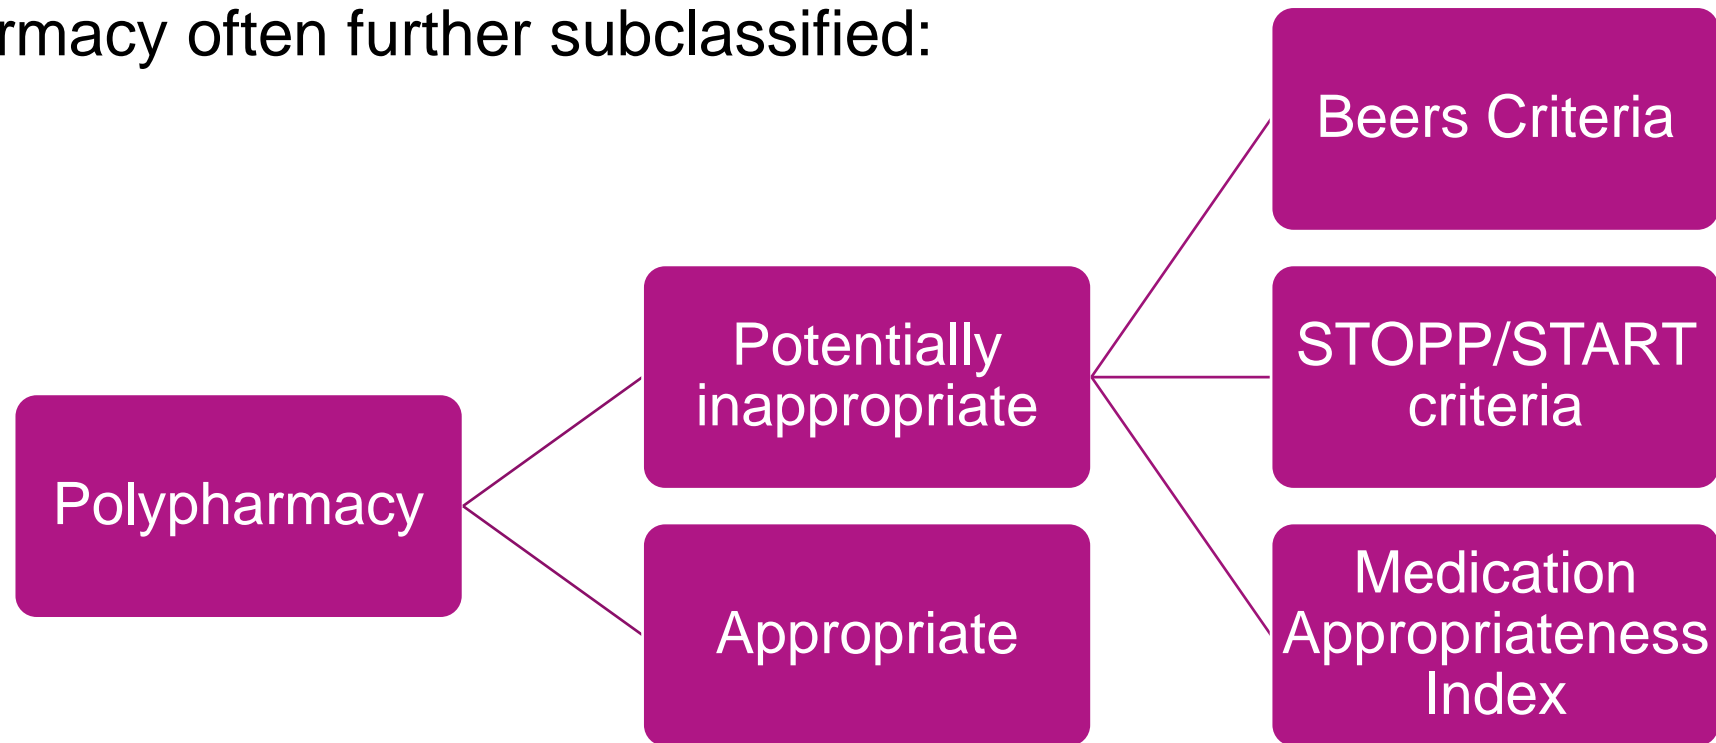 rmacy often further subclassified:
Beers Criteria
Potentially
inappropriate
STOPP/START
criteria
Polypharmacy
Appropriate
Medication
Appropriateness
Index